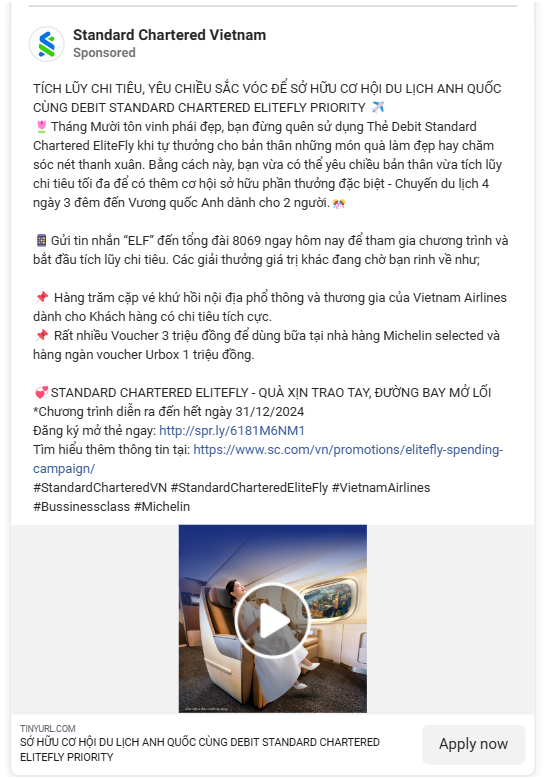 Standard Chartered Vietnam
Sponsored
TÍCH LŨY CHI TIÊU, YÊU CHIỀU SẮC VÓC ĐỂ SỞ HỮU CƠ HỘI DU LỊCH ANH QUỐC
CÙNG DEBIT STANDARD CHARTERED ELITEFLY PRIORITY ✈️
🌷Tháng Mười tôn vinh phái đẹp, bạn đừng quên sử dụng Thẻ Debit Standard
Chartered EliteFly khi tự thưởng cho bản thân những món quà làm đẹp hay chăm
sóc nét thanh xuân. Bằng cách này, bạn vừa có thể yêu chiều bản thân vừa tích lũy
chi tiêu tối đa để có thêm cơ hội sở hữu phần thưởng đặc biệt - Chuyến du lịch 4
ngày 3 đêm đến Vương quốc Anh dành cho 2 người.🎊
📱Gửi tin nhắn “ELF” đến tổng đài 8069 ngay hôm nay để tham gia chương trình và
bắt đầu tích lũy chi tiêu. Các giải thưởng giá trị khác đang chờ bạn rinh về như;
📌 Hàng trăm cặp vé khứ hồi nội địa phổ thông và thương gia của Vietnam Airlines
dành cho Khách hàng có chi tiêu tích cực.
📌 Rất nhiều Voucher 3 triệu đồng để dùng bữa tại nhà hàng Michelin selected và
hàng ngàn voucher Urbox 1 triệu đồng.
💞STANDARD CHARTERED ELITEFLY - QUÀ XỊN TRAO TAY, ĐƯỜNG BAY MỞ LỐI
*Chương trình diễn ra đến hết ngày 31/12/2024
Đăng ký mở thẻ ngay: http://spr.ly/6181M6NM1
Tìm hiểu thêm thông tin tại: https://www.sc.com/vn/promotions/elitefly-spending-
campaign/
#StandardCharteredVN #StandardCharteredEliteFly #VietnamAirlines
#Bussinessclass #Michelin
TINYURL.COM
SỞ HỮU CƠ HỘI DU LỊCH ANH QUỐC CÙNG DEBIT STANDARD CHARTERED
ELITEFLY PRIORITY
Apply now